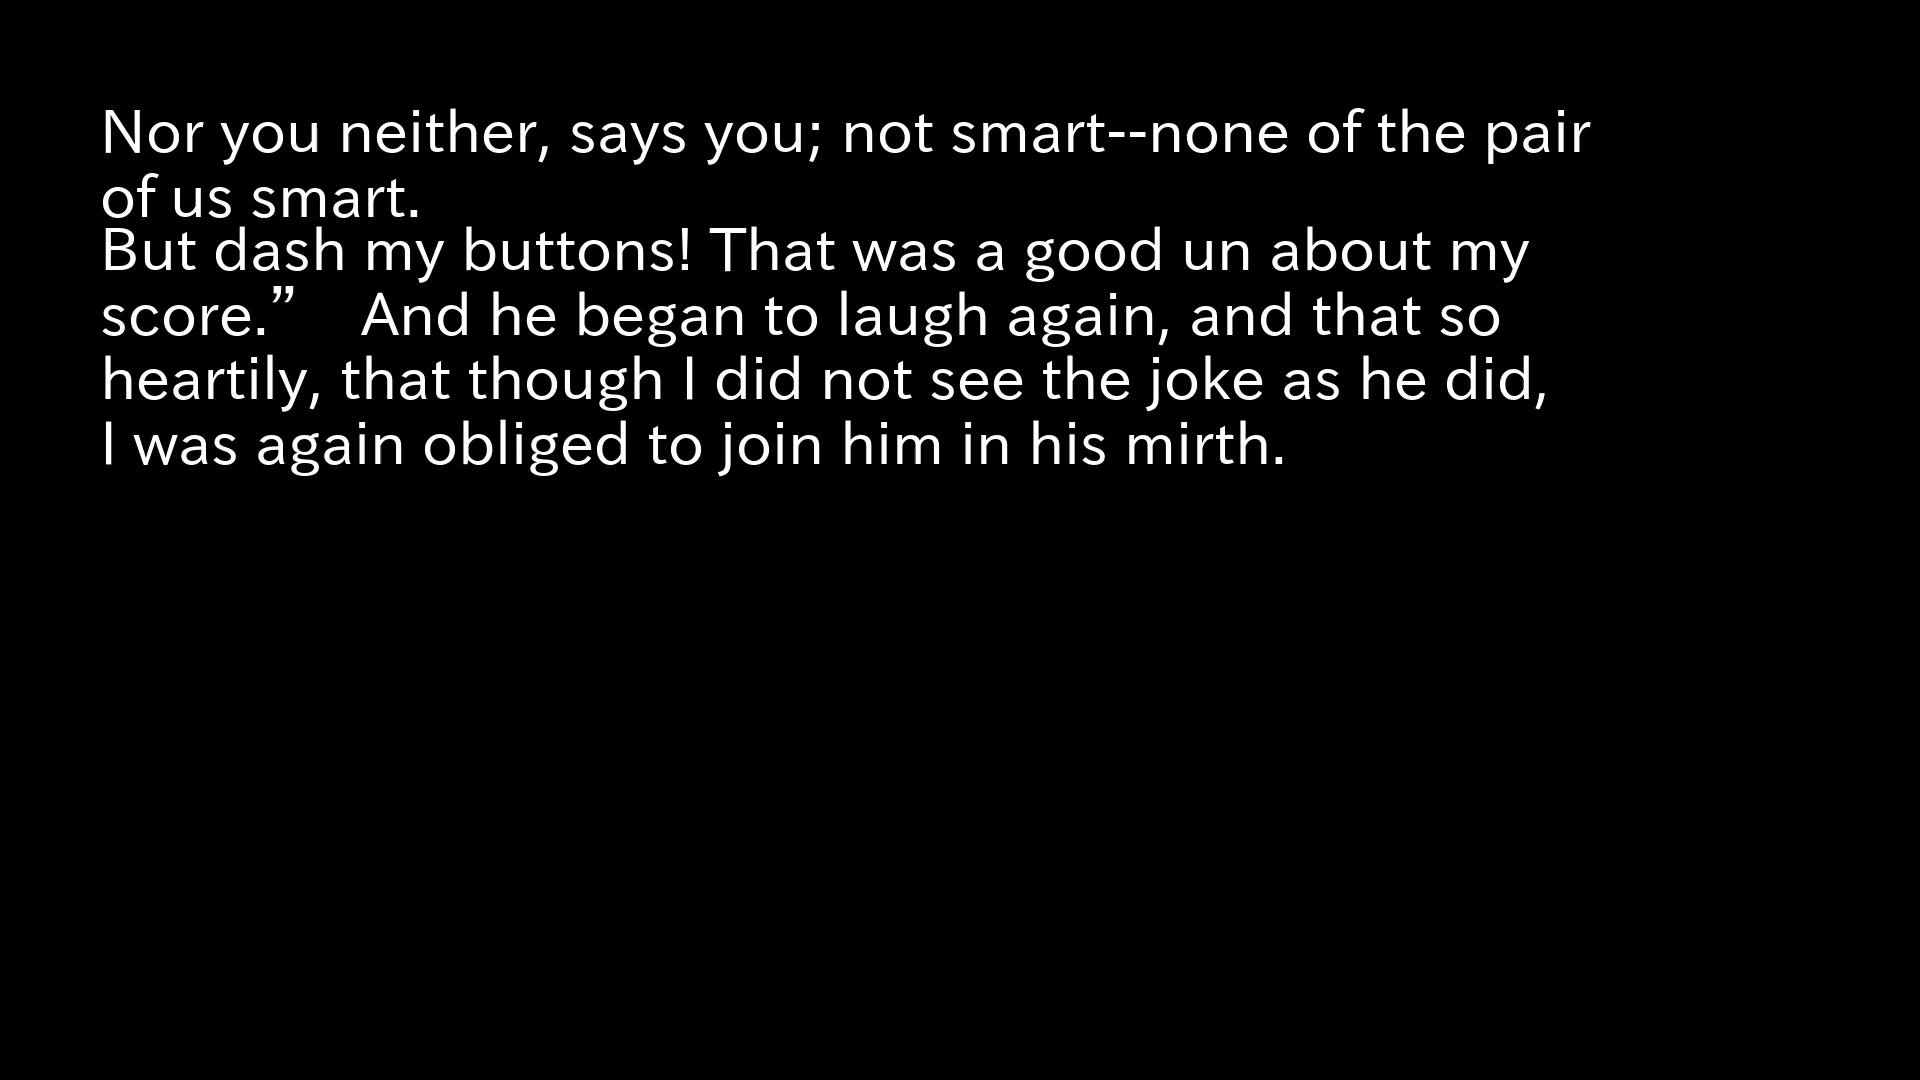 Nor you neither, says you; not smart--none of the pair
of us smart.
But dash my buttons! That was a good un about my
score.”　And he began to laugh again, and that so
heartily, that though I did not see the joke as he did,
I was again obliged to join him in his mirth.